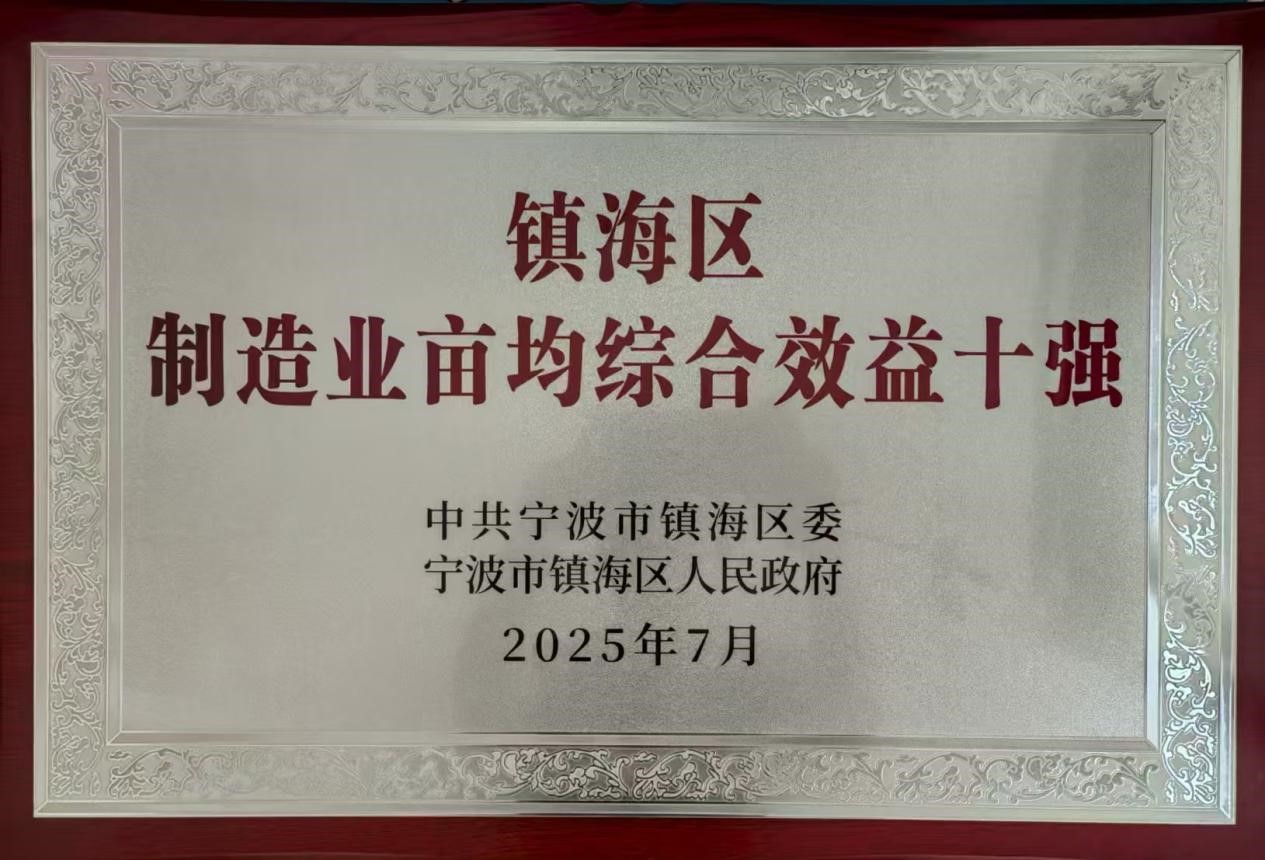 镇海区
制造业亩均综合效益十强
中共宁波市镇海区委
宁波市镇海区人民政府
2025年7月